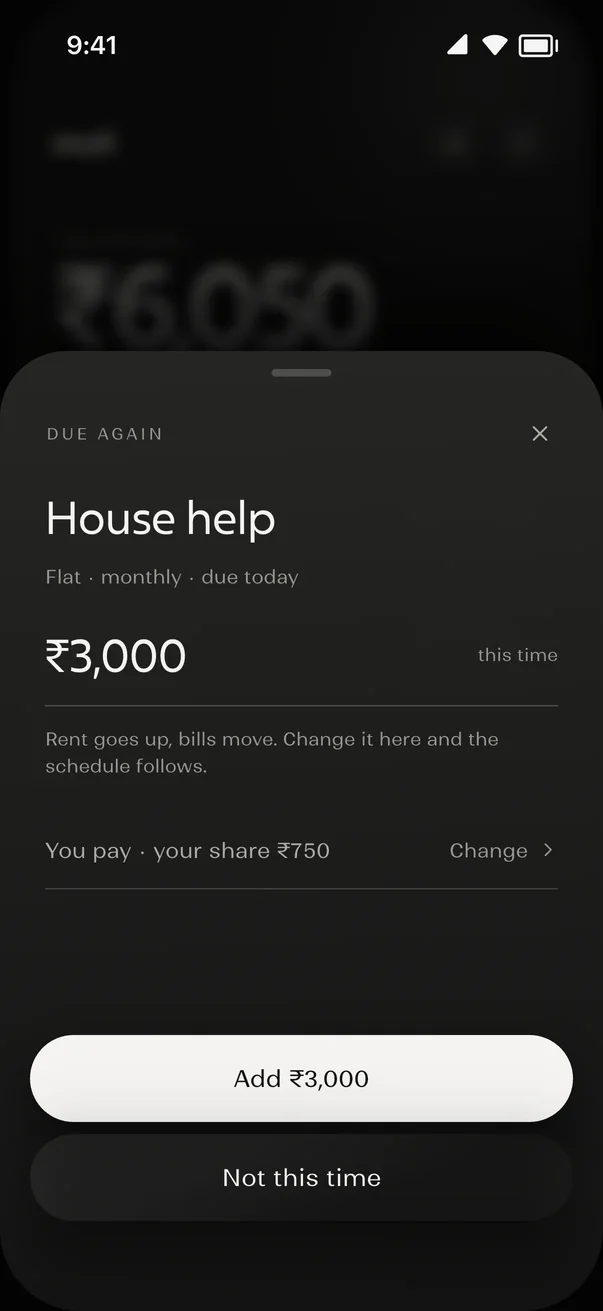 9:41
₹6,050
DUE AGAIN
House help
Flat · monthly · due today
₹3,000
this time
Rent goes up, bills move. Change it here and the
schedule follows.
You pay · your share ₹750
Change
Add ₹3,000
Not this time